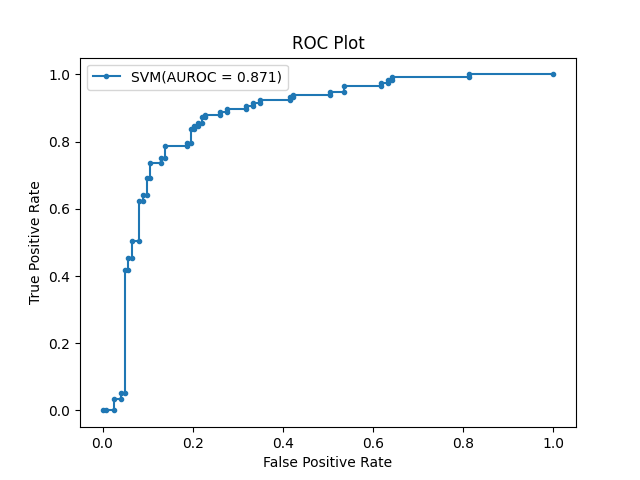 ROC Plot
SVM(AUROC = 0.871)
1.0
0.8
0.6
0.4
0.2
0.0
True Positive Rate
0.0 0.2 0.4 0.6 0.8 1.0
False Positive Rate